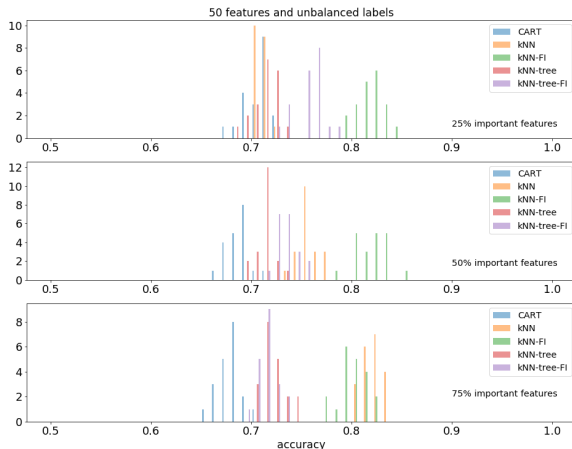 50 features and unbalanced labels
10
8
6
4
2
0
CART
kNN
kNN-FI
kNN-tree
kNN-tree-FI
25% important features
0.5 0.6 0.7 0.8 0.9 1.0
12
10
8
6
4
2
0
CART
kNN
kNN-FI
kNN-tree
kNN-tree-FI
50% important features
0.5 0.6 0.7 0.8 0.9 1.0
8
6
4
2
0
CART
kNN
kNN-FI
kNN-tree
kNN-tree-FI
75% important features
0.5 0.6 0.7 0.8 0.9 1.0
accuracy